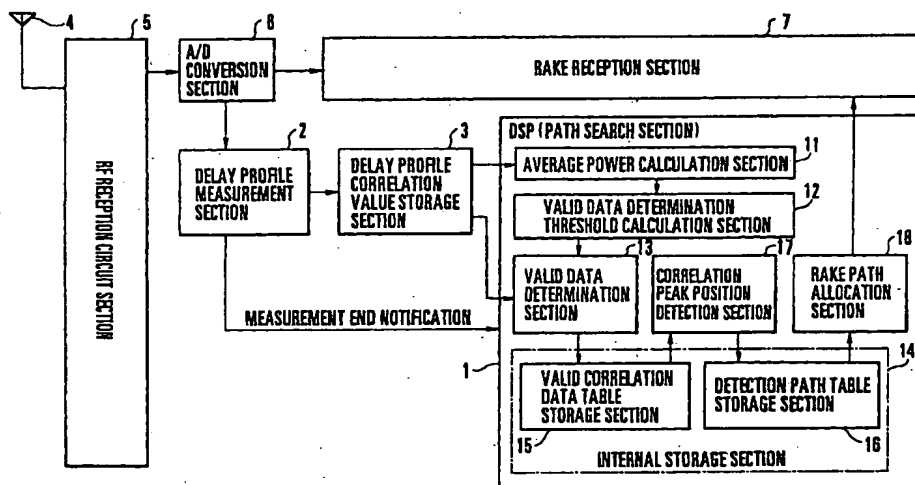 4
5
6
7
A/D
CONVERSION
SECTION
RAKE RECEPTION SECTION
RF RECEPTION CIRCUIT SECTION
2
DELAY PROFILE
MEASUREMENT
SECTION
3
DELAY PROFILE
CORRELATION
VALUE STORAGE
SECTION
DSP (PATH SEARCH SECTION)
11
AVERAGE POWER CALCULATION SECTION
12
VALID DATA DETERMINATION
THRESHOLD CALCULATION SECTION
13
VALID DATA
DETERMINATION
SECTION
17
CORRELATION
PEAK POSITION
DETECTION SECTION
18
RAKE PATH
ALLOCATION
SECTION
MEASUREMENT END NOTIFICATION
1
14
VALID CORRELATION
DATA TABLE
STORAGE SECTION
15
DETECTION PATH TABLE
STORAGE SECTION
16
INTERNAL STORAGE SECTION